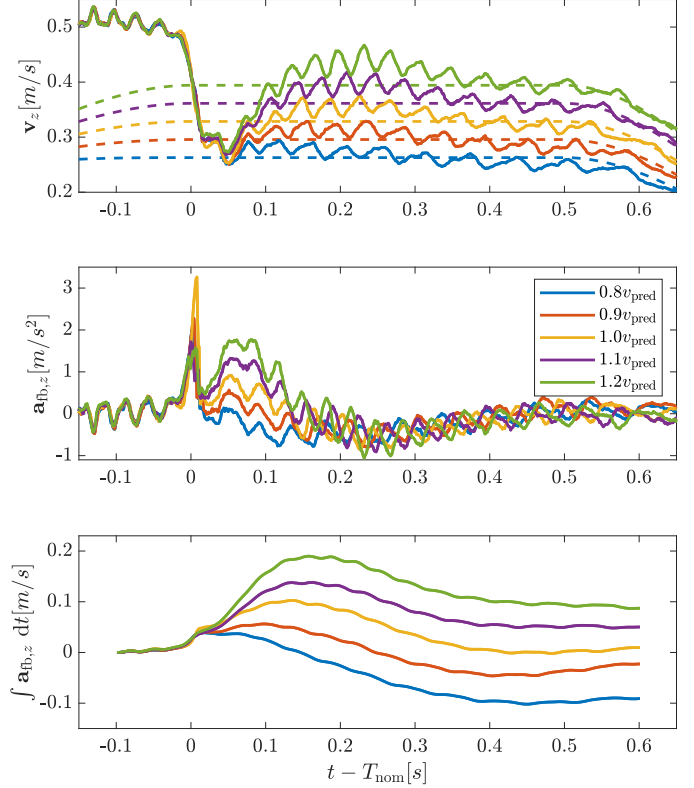 v_z[m/s]
0.5
0.4
0.3
0.2
-0.1 0 0.1 0.2 0.3 0.4 0.5 0.6
a_fb,z[m/s²]
3
2
1
0
-1
0.8v_pred
0.9v_pred
1.0v_pred
1.1v_pred
1.2v_pred
-0.1 0 0.1 0.2 0.3 0.4 0.5 0.6
∫ a_fb,z dt[m/s]
0.2
0.1
0
-0.1
-0.1 0 0.1 0.2 0.3 0.4 0.5 0.6
t − T_nom[s]